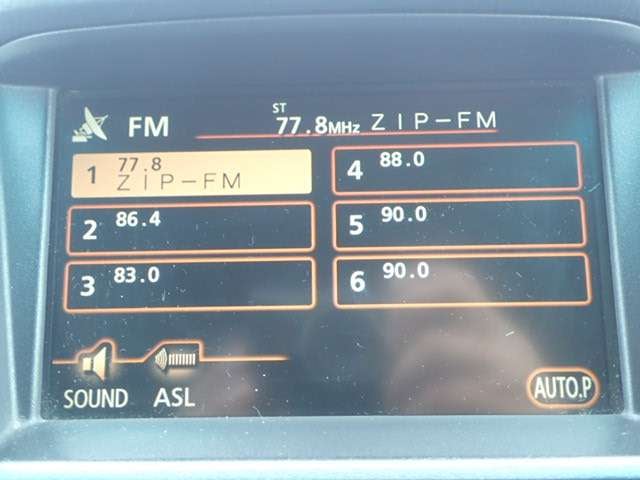 FM
ST
77.8MHz ZIP-FM
1 77.8
ZIP-FM
2 86.4
3 83.0
4 88.0
5 90.0
6 90.0
SOUND
ASL
AUTO.P